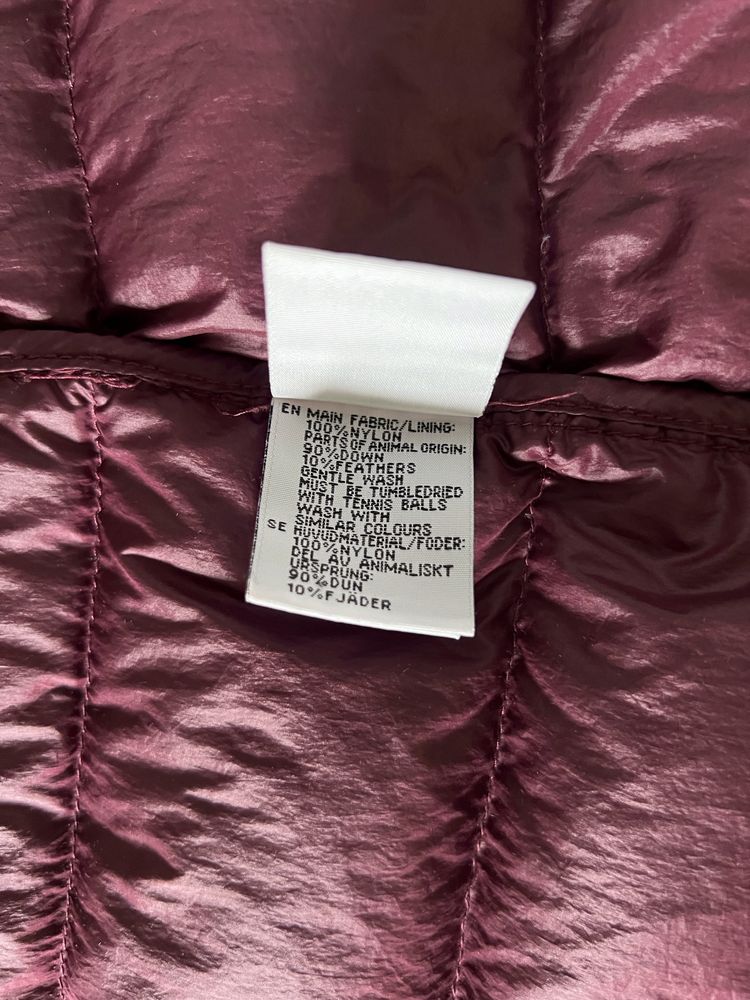 EN MAIN FABRIC/LINING:
100%NYLON
PARTS OF ANIMAL ORIGIN:
90%DOWN
10%FEATHERS
GENTLE WASH
MUST BE TUMBLEDRIED
WITH TENNIS BALLS
WASH WITH
SIMILAR COLOURS
SE HUVUDMATERIAL/FODER:
100%NYLON
DEL AV ANIMALISKT
URSPRUNG:
90%DUN
10%FJÄDER